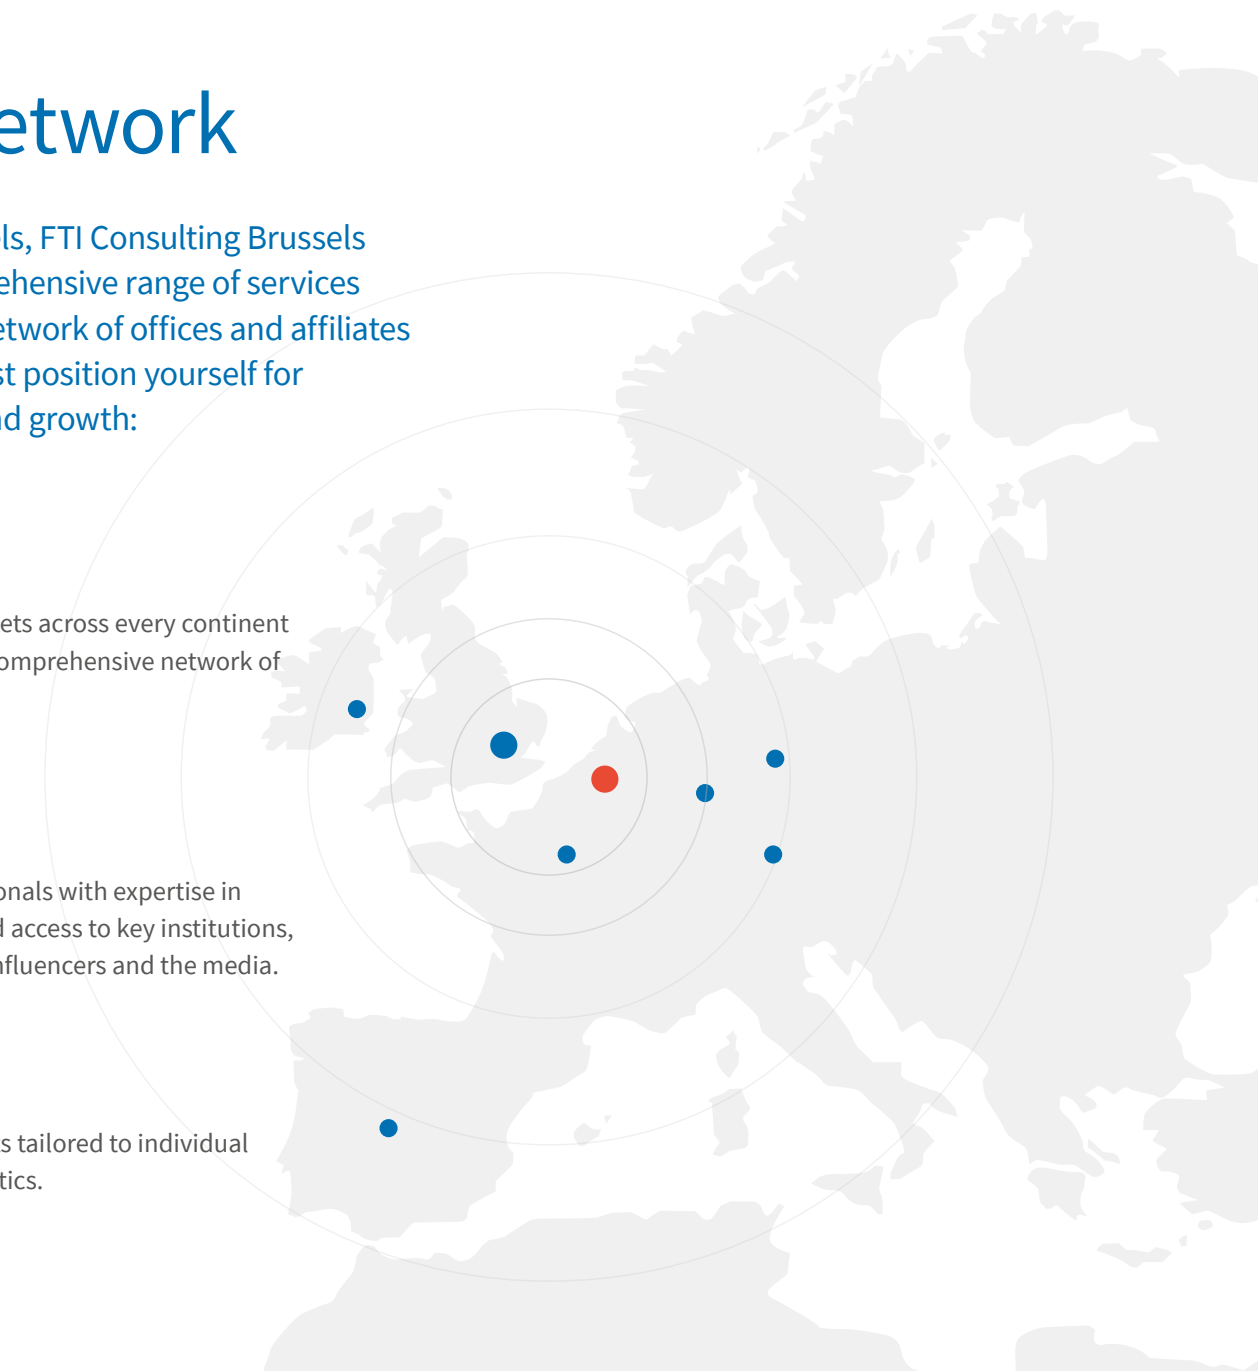 etwork
ls, FTI Consulting Brussels
ehensive range of services
etwork of offices and affiliates
st position yourself for
nd growth:
ets across every continent
omprehensive network of
onals with expertise in
d access to key institutions,
nfluencers and the media.
ts tailored to individual
tics.